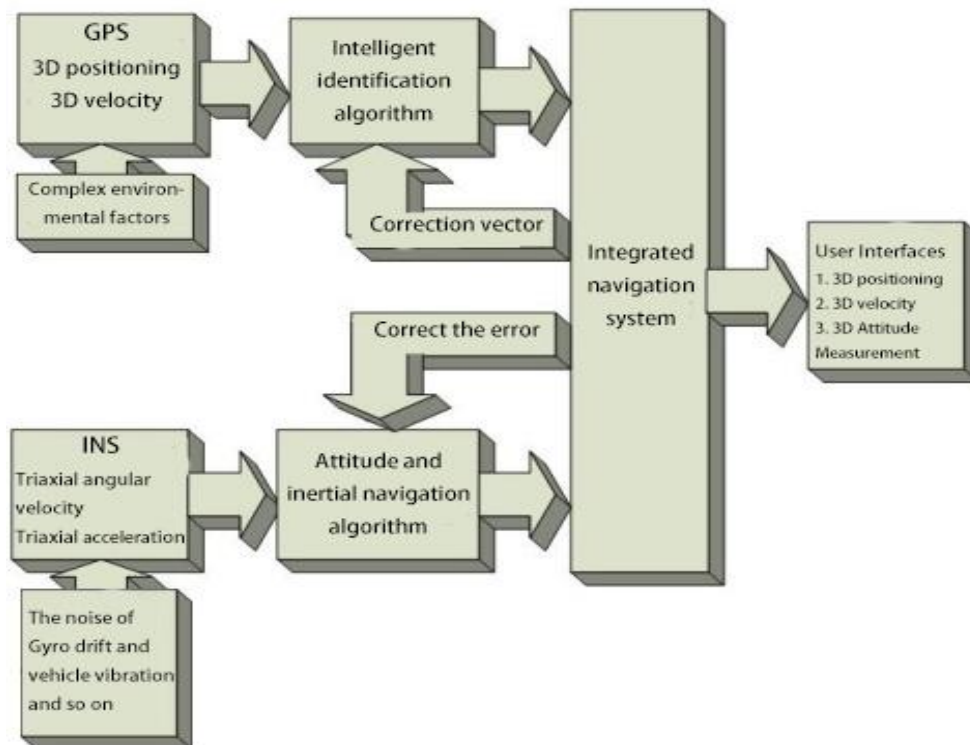 GPS
3D positioning
3D velocity
Intelligent
identification
algorithm
Complex environ-
mental factors
Correction vector
Integrated
navigation
system
User Interfaces
1. 3D positioning
2. 3D velocity
3. 3D Attitude
Measurement
Correct the error
INS
Triaxial angular
velocity
Triaxial acceleration
Attitude and
inertial navigation
algorithm
The noise of
Gyro drift and
vehicle vibration
and so on